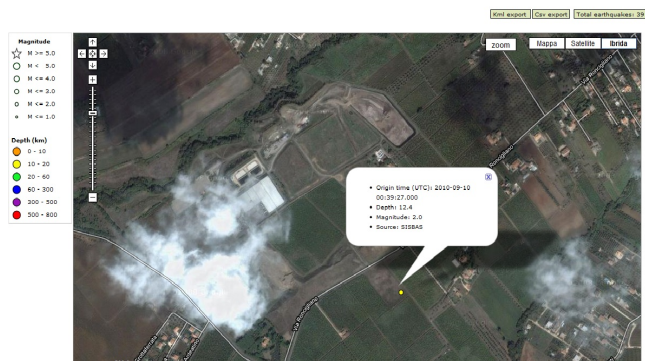 Kml export Csv export Total earthquakes: 39
Magnitude
M >= 5.0
M < 5.0
M <= 4.0
M <= 3.0
M <= 2.0
M <= 1.0
Depth (km)
0 - 10
10 - 20
20 - 60
60 - 300
300 - 500
500 - 800
zoom Mappa Satellite Ibrida
Via Ronciglione
Origin time (UTC): 2010-09-10
00:39:27.000
Depth: 12.4
Magnitude: 2.0
Source: SISBAS